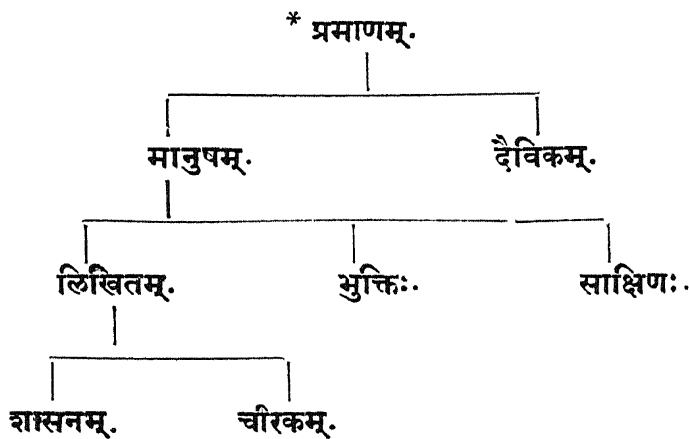 * प्रमाणम्.
मानुषम्. दैविकम्.
लिखितम्. भुक्तिः. साक्षिणः.
शासनम्. चीरकम्.